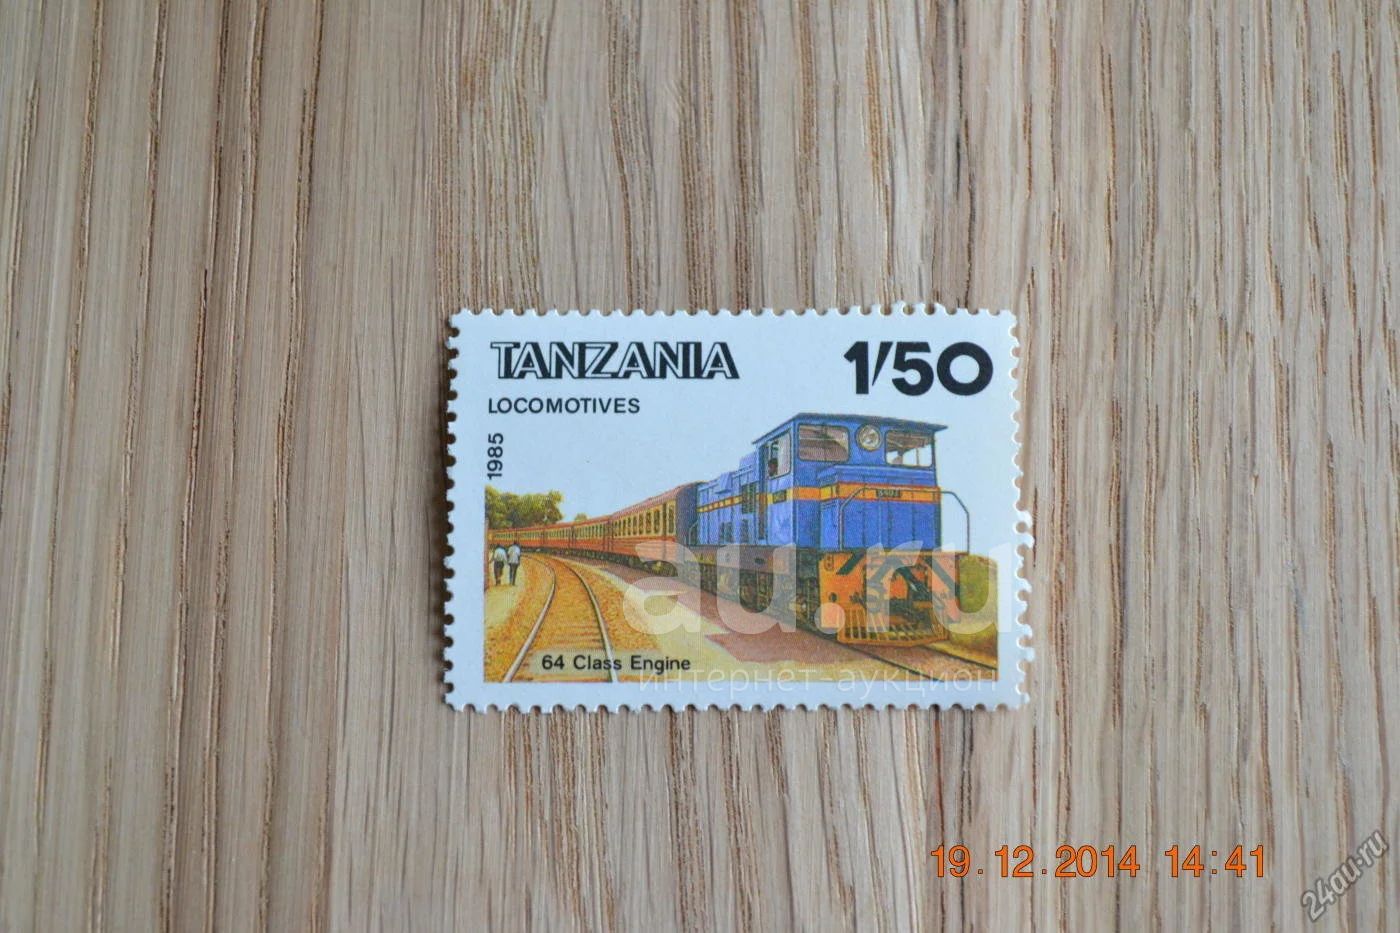 TANZANIA 1/50
LOCOMOTIVES
1985
64 Class Engine
au.ru
интернет-аукцион
19.12.2014 14:41
24au.ru